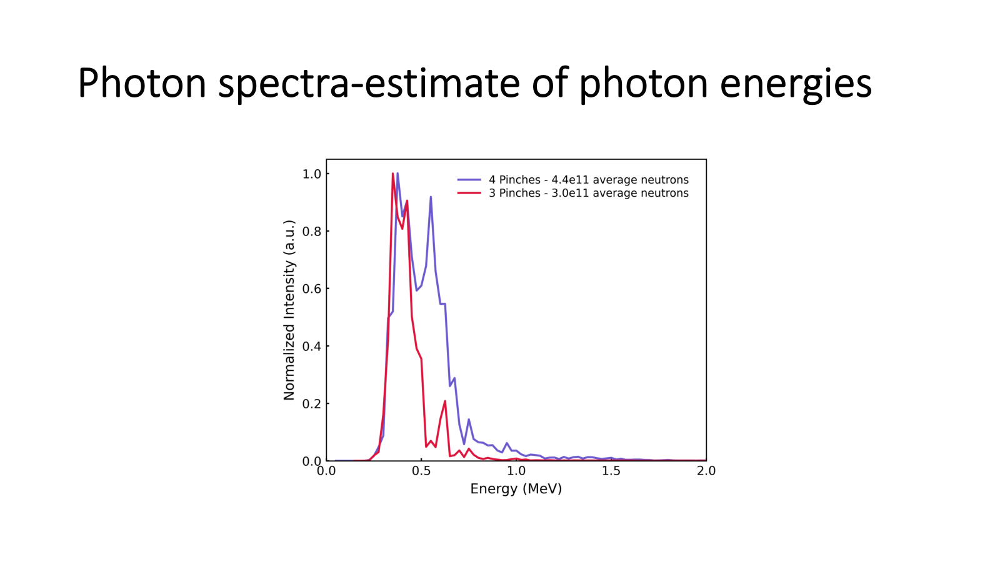 Photon spectra-estimate of photon energies
4 Pinches - 4.4e11 average neutrons
3 Pinches - 3.0e11 average neutrons
Normalized Intensity (a.u.)
1.0
0.8
0.6
0.4
0.2
0.0
0.0 0.5 1.0 1.5 2.0
Energy (MeV)